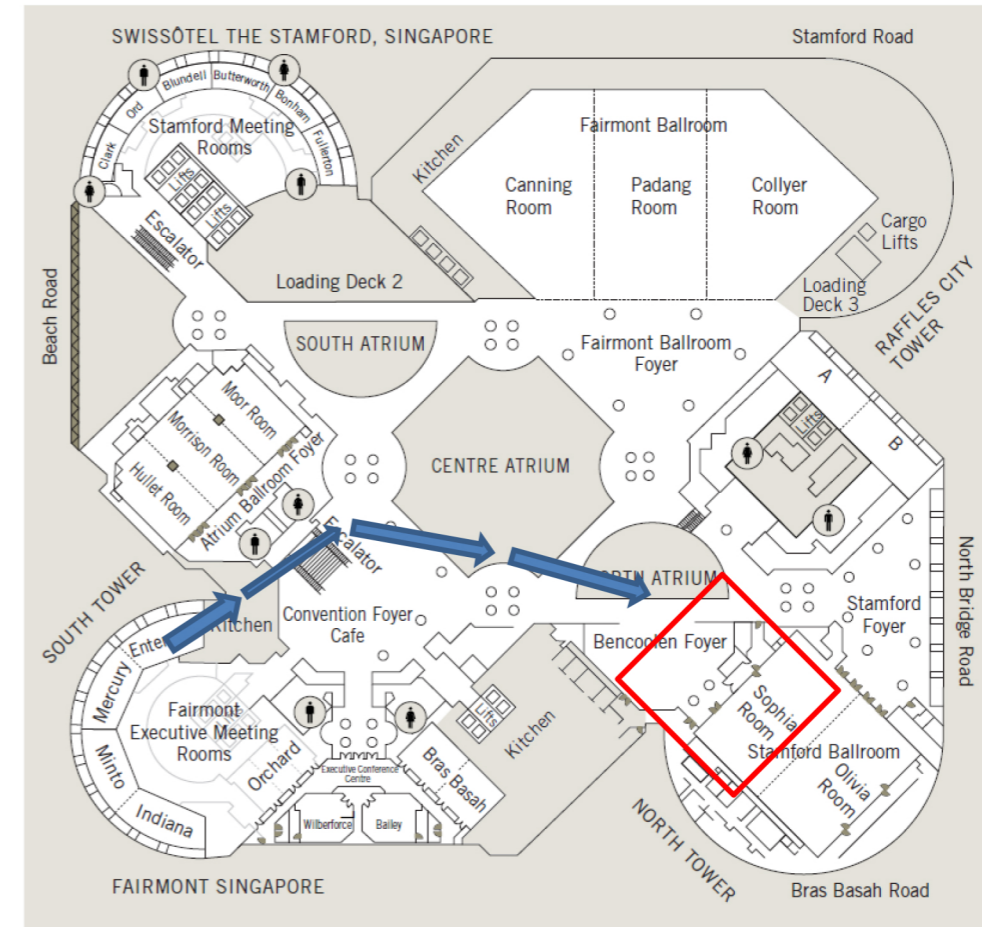 SWISSÔTEL THE STAMFORD, SINGAPORE
Stamford Road
Ord
Blundell
Butterworth
Bonham
Fullerton
Clark
Stamford Meeting
Rooms
Lifts
Lifts
Escalator
Loading Deck 2
Kitchen
Fairmont Ballroom
Canning
Room
Padang
Room
Collyer
Room
Cargo
Lifts
Loading
Deck 3
RAFFLES CITY
TOWER
Beach Road
SOUTH ATRIUM
Fairmont Ballroom
Foyer
A
B
Lifts
Moor Room
Morrison Room
Hullet Room
Atrium Ballroom Foyer
CENTRE ATRIUM
Escalator
North Bridge Road
SOUTH TOWER
Kitchen
Convention Foyer
Cafe
ATRIUM
Stamford
Foyer
Bencoolen Foyer
Mercury
Minto
Indiana
Fairmont
Executive Meeting
Rooms
Orchard
Executive Conference
Centre
Wilberforce
Bailey
Bras Basah
Lifts
Kitchen
Sophia
Room
Stamford Ballroom
Olivia
Room
NORTH TOWER
FAIRMONT SINGAPORE
Bras Basah Road